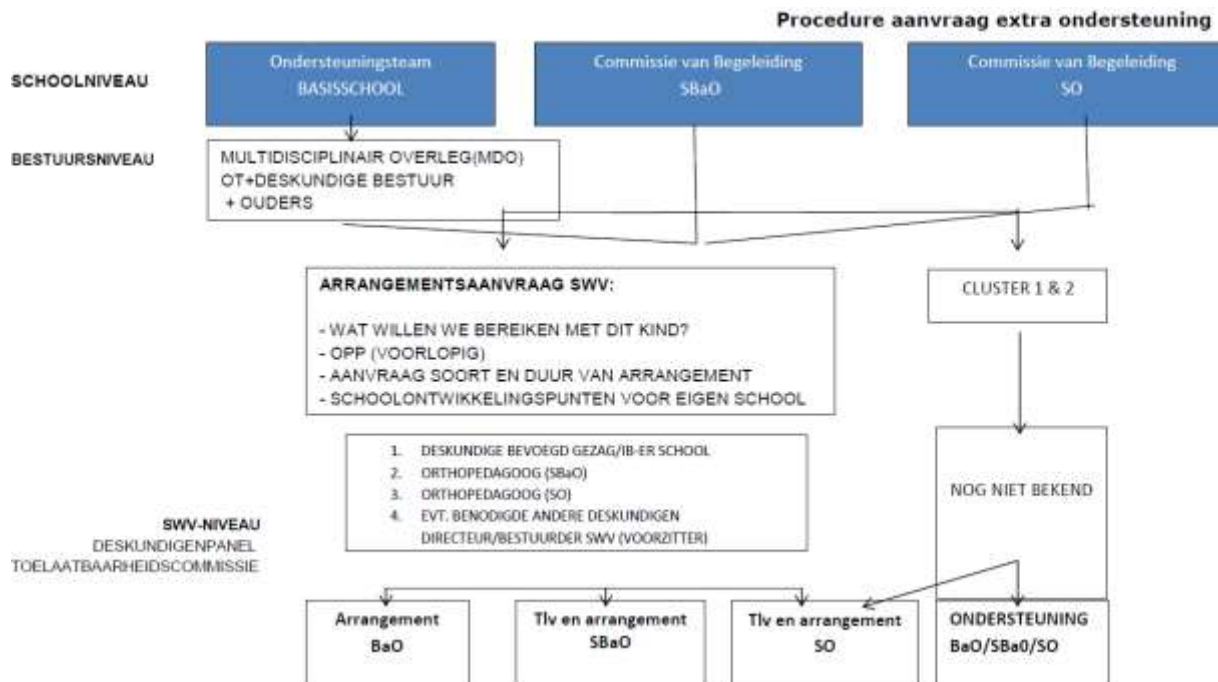 Procedure aanvraag extra ondersteuning
SCHOOLNIVEAU
Ondersteuningsteam
BASISSCHOOL
Commissie van Begeleiding
SBaO
Commissie van Begeleiding
SO
BESTUURSNIVEAU
MULTIDISCIPLINAIR OVERLEG(MDO)
OT+DESKUNDIGE BESTUUR
+ OUDERS
ARRANGEMENTSAANVRAAG SWV:
- WAT WILLEN WE BEREIKEN MET DIT KIND?
- OPP (VOORLOPIG)
- AANVRAAG SOORT EN DUUR VAN ARRANGEMENT
- SCHOOLONTWIKKELINGSPUNTEN VOOR EIGEN SCHOOL
CLUSTER 1 & 2
1. DESKUNDIGE BEVOEGD GEZAG/IB-ER SCHOOL
2. ORTHOPEDAGOOG (SBaO)
3. ORTHOPEDAGOOG (SO)
4. EVT. BENODIGDE ANDERE DESKUNDIGEN
DIRECTEUR/BESTUURDER SWV (VOORZITTER)
NOG NIET BEKEND
SWV-NIVEAU
DESKUNDIGENPANEL
TOELAATBAARHEIDSCOMMISSIE
Arrangement
BaO
Tlv en arrangement
SBaO
Tlv en arrangement
SO
ONDERSTEUNING
BaO/SBa0/SO